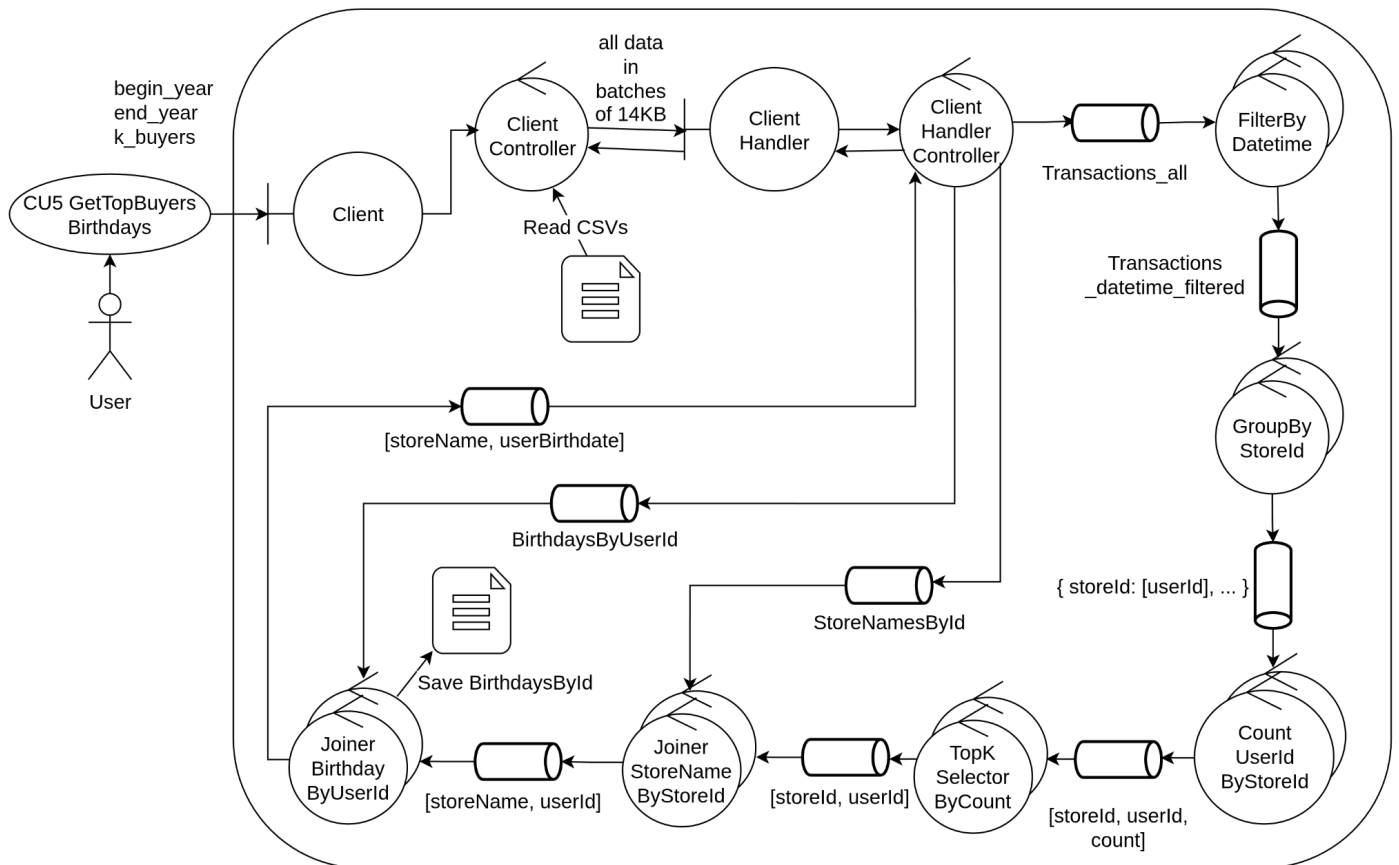 begin_year
end_year
k_buyers
CU5 GetTopBuyers
Birthdays
User
Client
Client
Controller
all data
in
batches
of 14KB
Client
Handler
Client
Handler
Controller
Transactions_all
FilterBy
Datetime
Read CSVs
Transactions
_datetime_filtered
GroupBy
StoreId
[storeName, userBirthdate]
BirthdaysByUserId
StoreNamesById
{ storeId: [userId], ... }
Save BirthdaysById
Joiner
Birthday
ByUserId
[storeName, userId]
Joiner
StoreName
ByStoreId
[storeId, userId]
TopK
Selector
ByCount
[storeId, userId,
count]
Count
UserId
ByStoreId